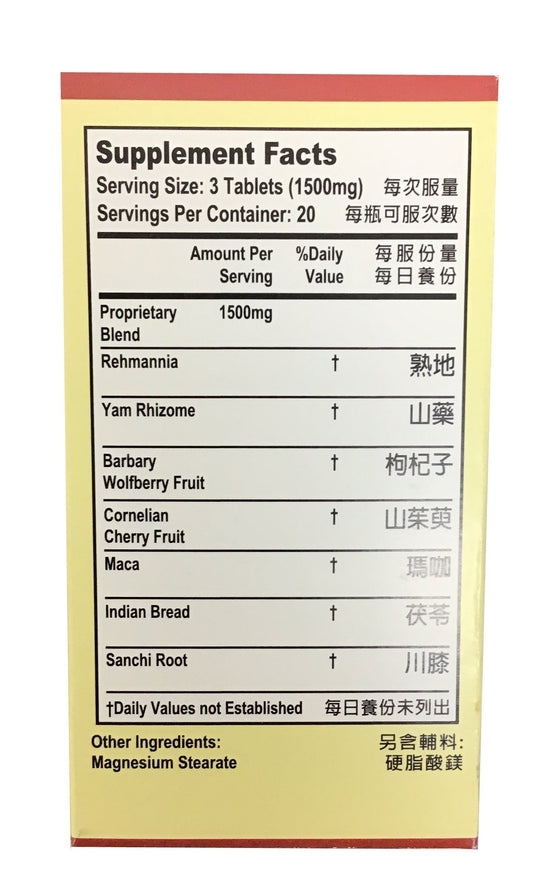 Supplement Facts
Serving Size: 3 Tablets (1500mg) 每次服量
Servings Per Container: 20 每瓶可服次數
Amount Per %Daily 每服份量
Serving Value 每日養份
Proprietary 1500mg
Blend
Rehmannia † 熟地
Yam Rhizome † 山藥
Barbary † 枸杞子
Wolfberry Fruit
Cornelian † 山茱萸
Cherry Fruit
Maca † 瑪咖
Indian Bread † 茯苓
Sanchi Root † 川膝
†Daily Values not Established 每日養份未列出
Other Ingredients: 另含輔料:
Magnesium Stearate 硬脂酸鎂